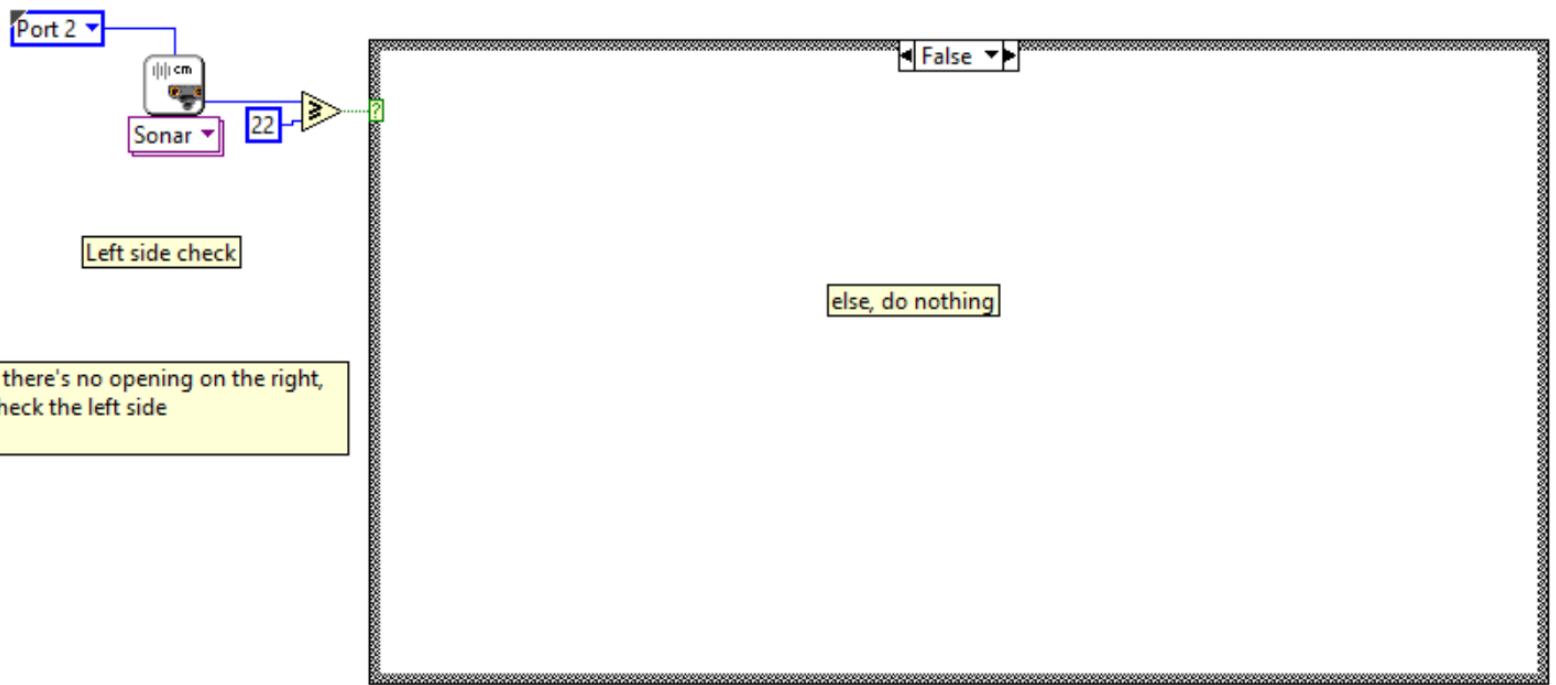 Port 2
False
cm
?
22
≥
Sonar
Left side check
else, do nothing
there's no opening on the right,
heck the left side